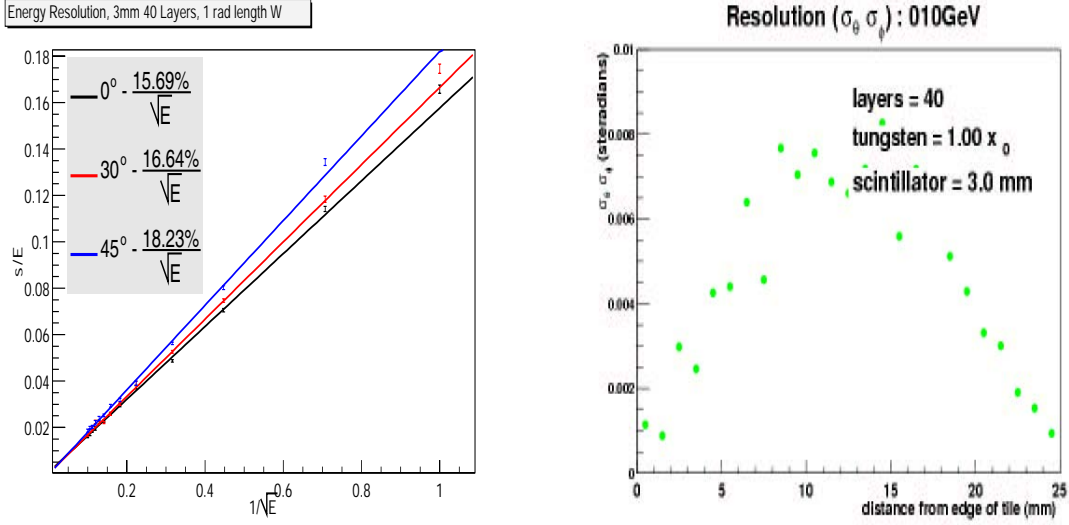 Energy Resolution, 3mm 40 Layers, 1 rad length W
s/E
0.18
0.16
0.14
0.12
0.1
0.08
0.06
0.04
0.02
0° - 15.69%/√E
30° - 16.64%/√E
45° - 18.23%/√E
0.2 0.4 0.6 0.8 1
1/√E
Resolution (σθ σφ) : 010GeV
σθ σφ (steradians)
0.01
0.008
0.006
0.004
0.002
0
layers = 40
tungsten = 1.00 x0
scintillator = 3.0 mm
0 5 10 15 20 25
distance from edge of tile (mm)